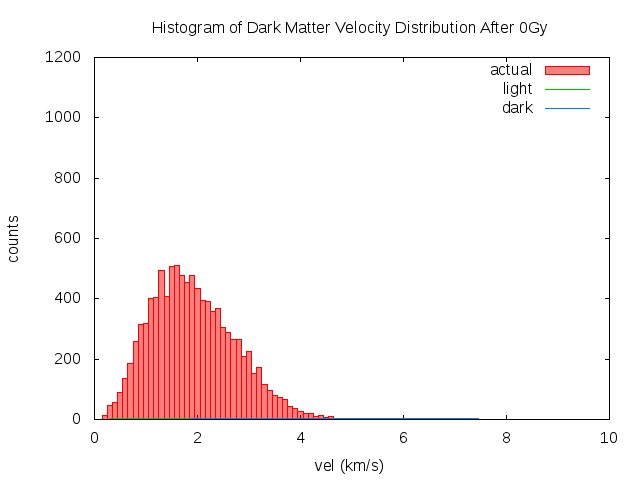 Histogram of Dark Matter Velocity Distribution After 0Gy
1200
1000
800
600
400
200
0
counts
actual
light
dark
0 2 4 6 8 10
vel (km/s)